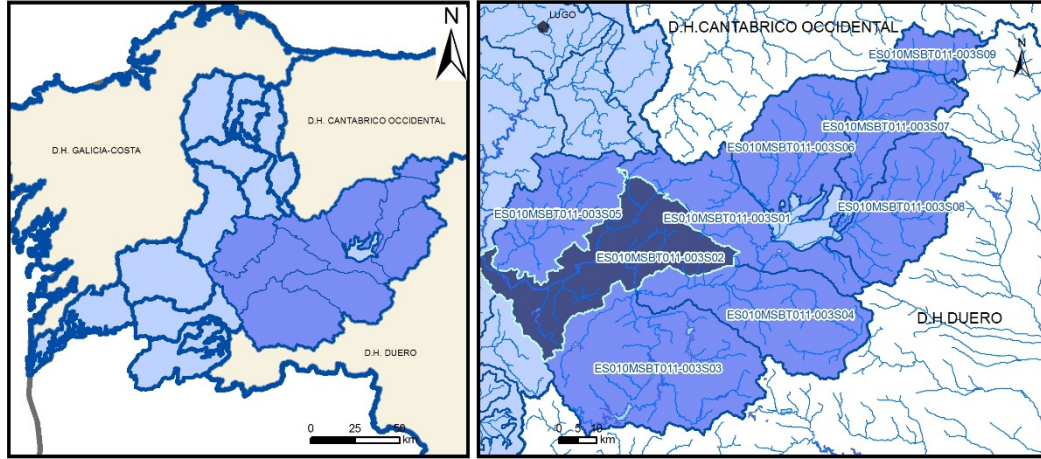 N
D.H. CANTABRICO OCCIDENTAL
D.H. GALICIA-COSTA
D.H. DUERO
0 25 50
km
LUGO
D.H.CANTABRICO OCCIDENTAL
N
ES010MSBT011-003S09
ES010MSBT011-003S07
ES010MSBT011-003S06
ES010MSBT011-003S08
ES010MSBT011-003S05
ES010MSBT011-003S01
ES010MSBT011-003S02
ES010MSBT011-003S04
D.H.DUERO
ES010MSBT011-003S03
0 5 10
km